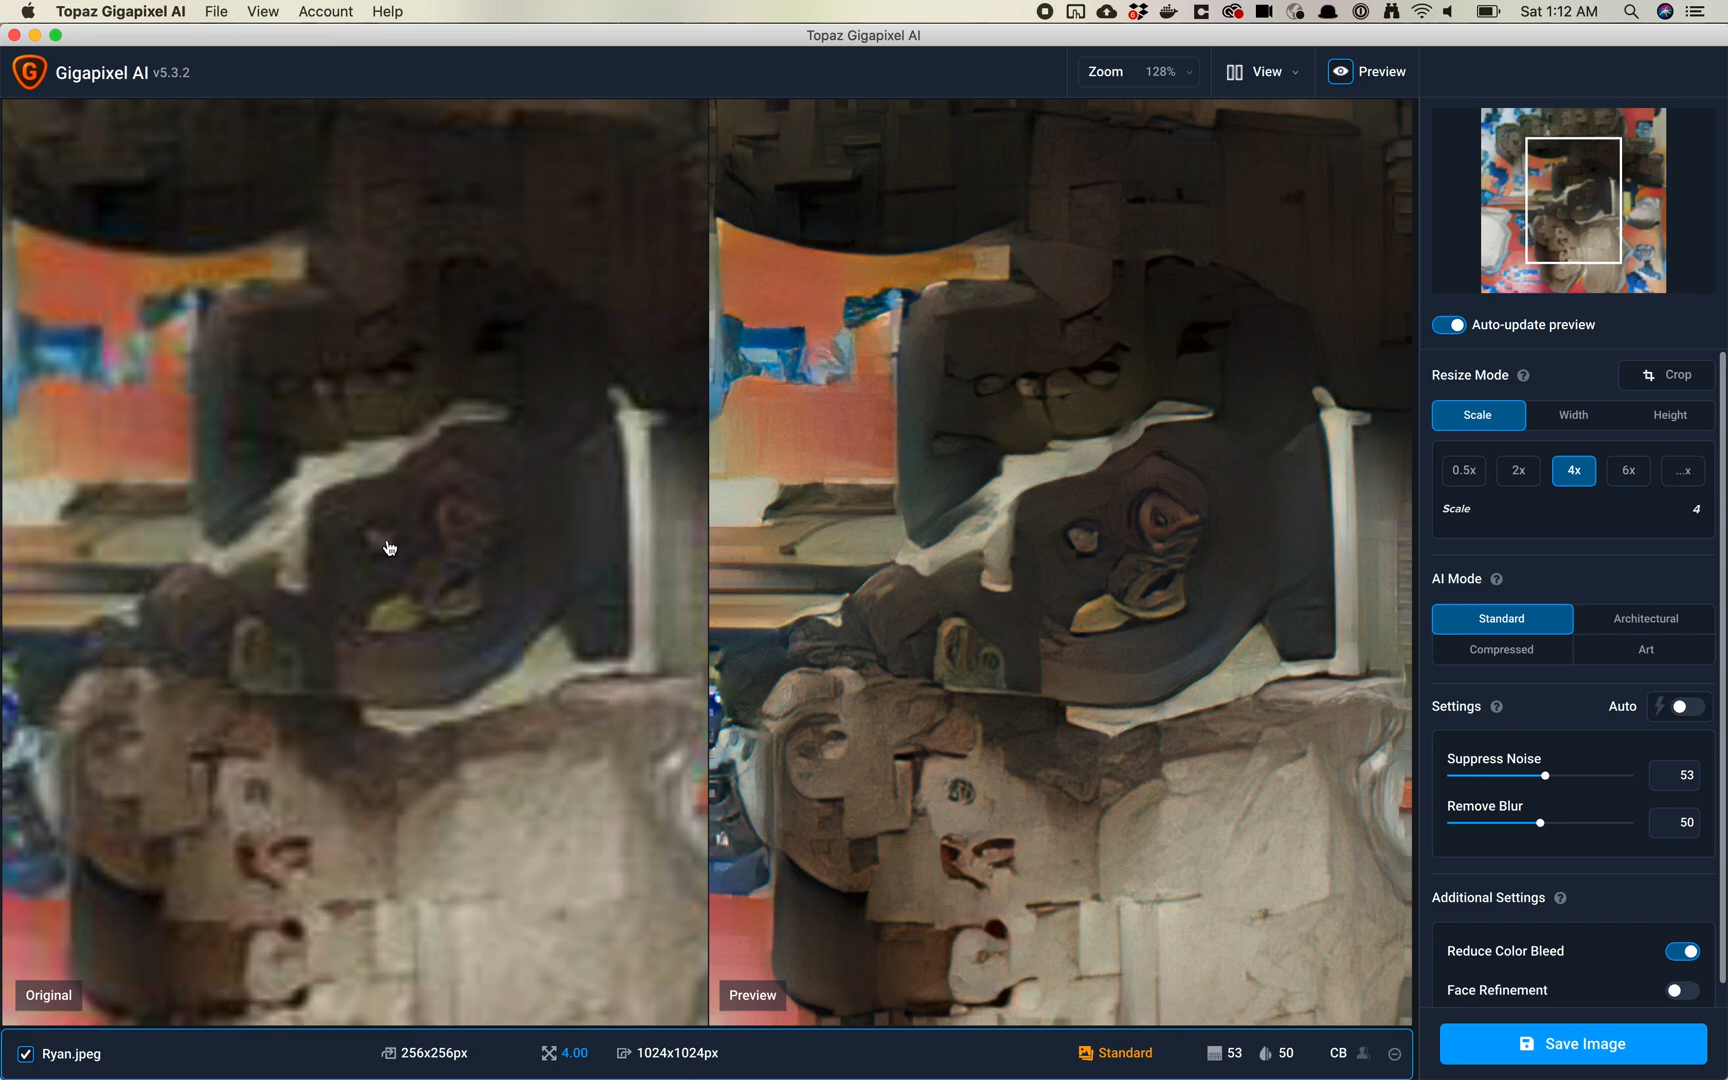 Topaz Gigapixel AI File View Account Help Sat 1:12 AM
Topaz Gigapixel AI
G Gigapixel AI v5.3.2 Zoom 128% View Preview
Auto-update preview
Resize Mode ? Crop
Scale Width Height
0.5x 2x 4x 6x ...x
Scale 4
AI Mode ?
Standard Architectural
Compressed Art
Settings ? Auto
Suppress Noise
53
Remove Blur
50
Additional Settings ?
Reduce Color Bleed
Face Refinement
Original Preview
Ryan.jpeg 256x256px 4.00 1024x1024px Standard 53 50 CB
Save Image